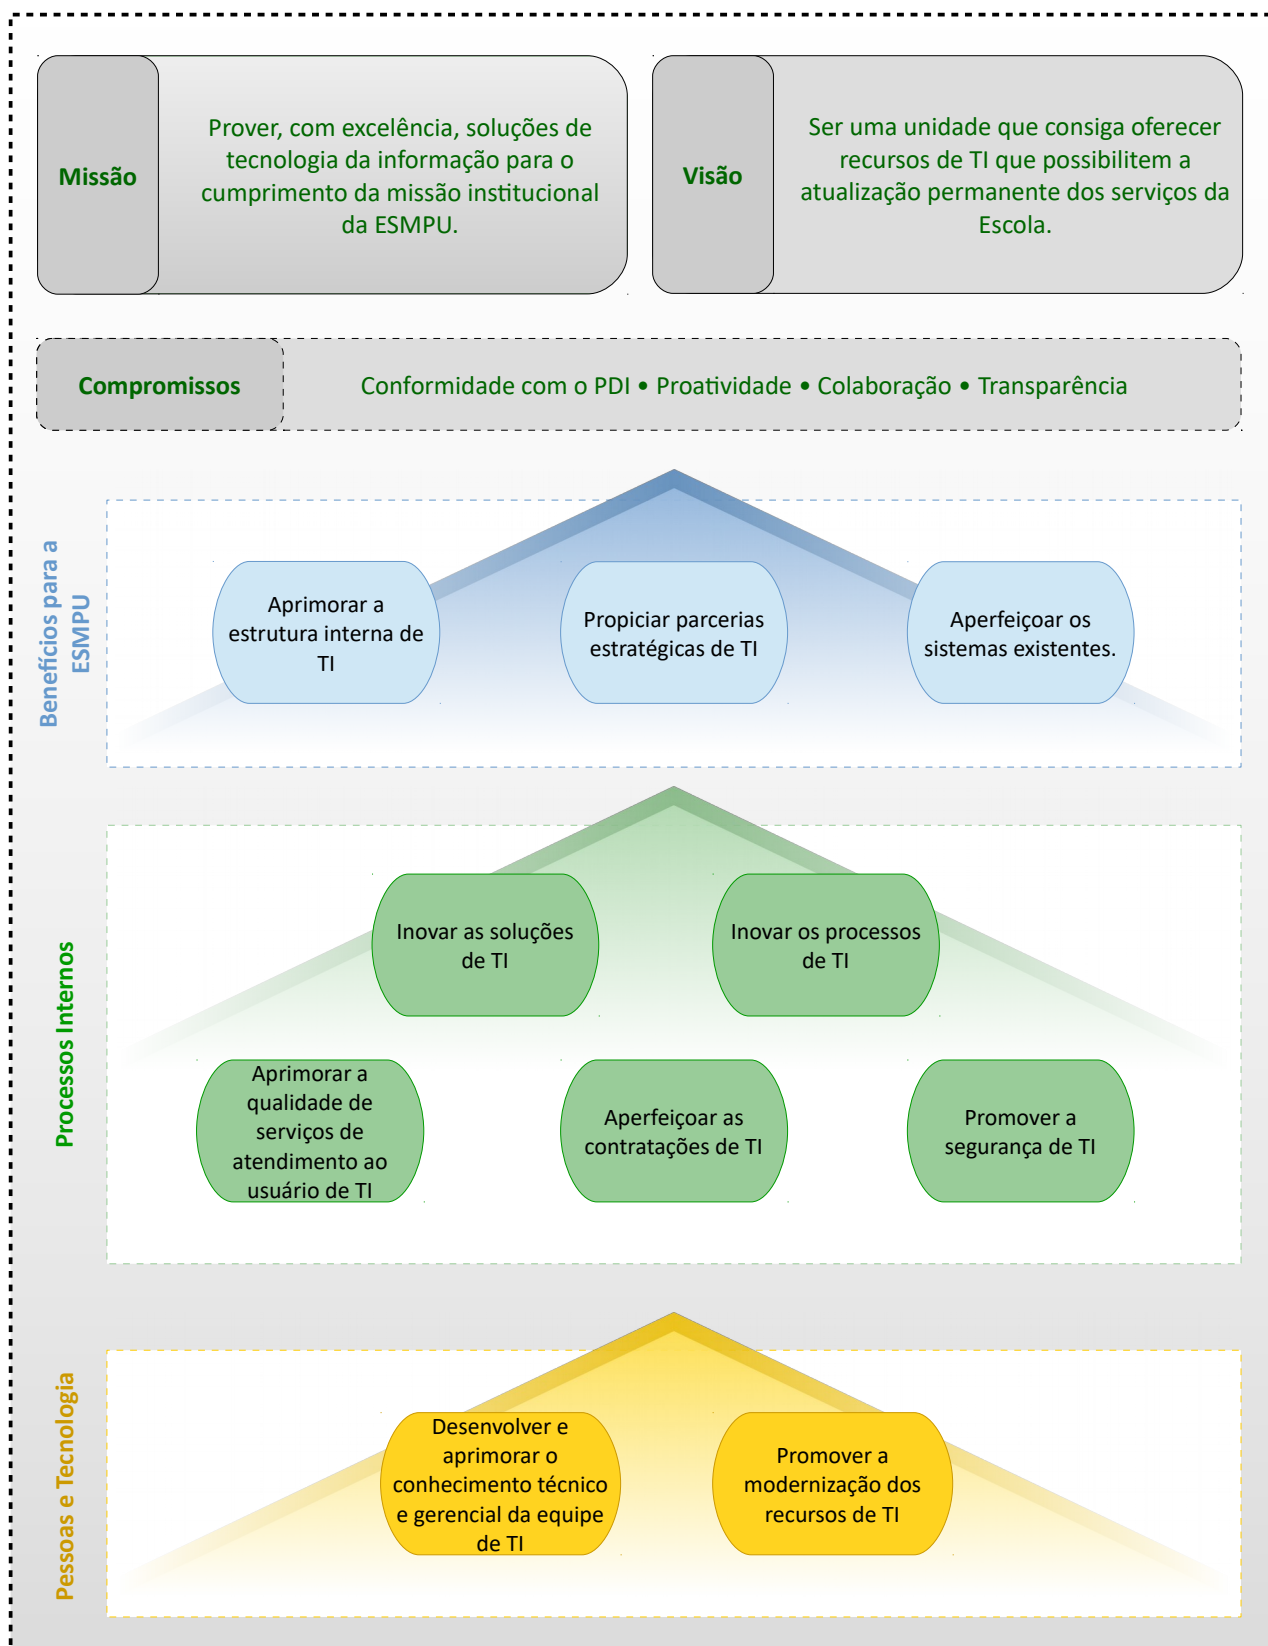 Missão
Prover, com excelência, soluções de
tecnologia da informação para o
cumprimento da missão institucional
da ESMPU.
Visão
Ser uma unidade que consiga oferecer
recursos de TI que possibilitem a
atualização permanente dos serviços da
Escola.
Compromissos
Conformidade com o PDI • Proatividade • Colaboração • Transparência
Benefícios para a
ESMPU
Aprimorar a
estrutura interna de
TI
Propiciar parcerias
estratégicas de TI
Aperfeiçoar os
sistemas existentes.
Processos Internos
Inovar as soluções
de TI
Inovar os processos
de TI
Aprimorar a
qualidade de
serviços de
atendimento ao
usuário de TI
Aperfeiçoar as
contratações de TI
Promover a
segurança de TI
Pessoas e Tecnologia
Desenvolver e
aprimorar o
conhecimento técnico
e gerencial da equipe
de TI
Promover a
modernização dos
recursos de TI